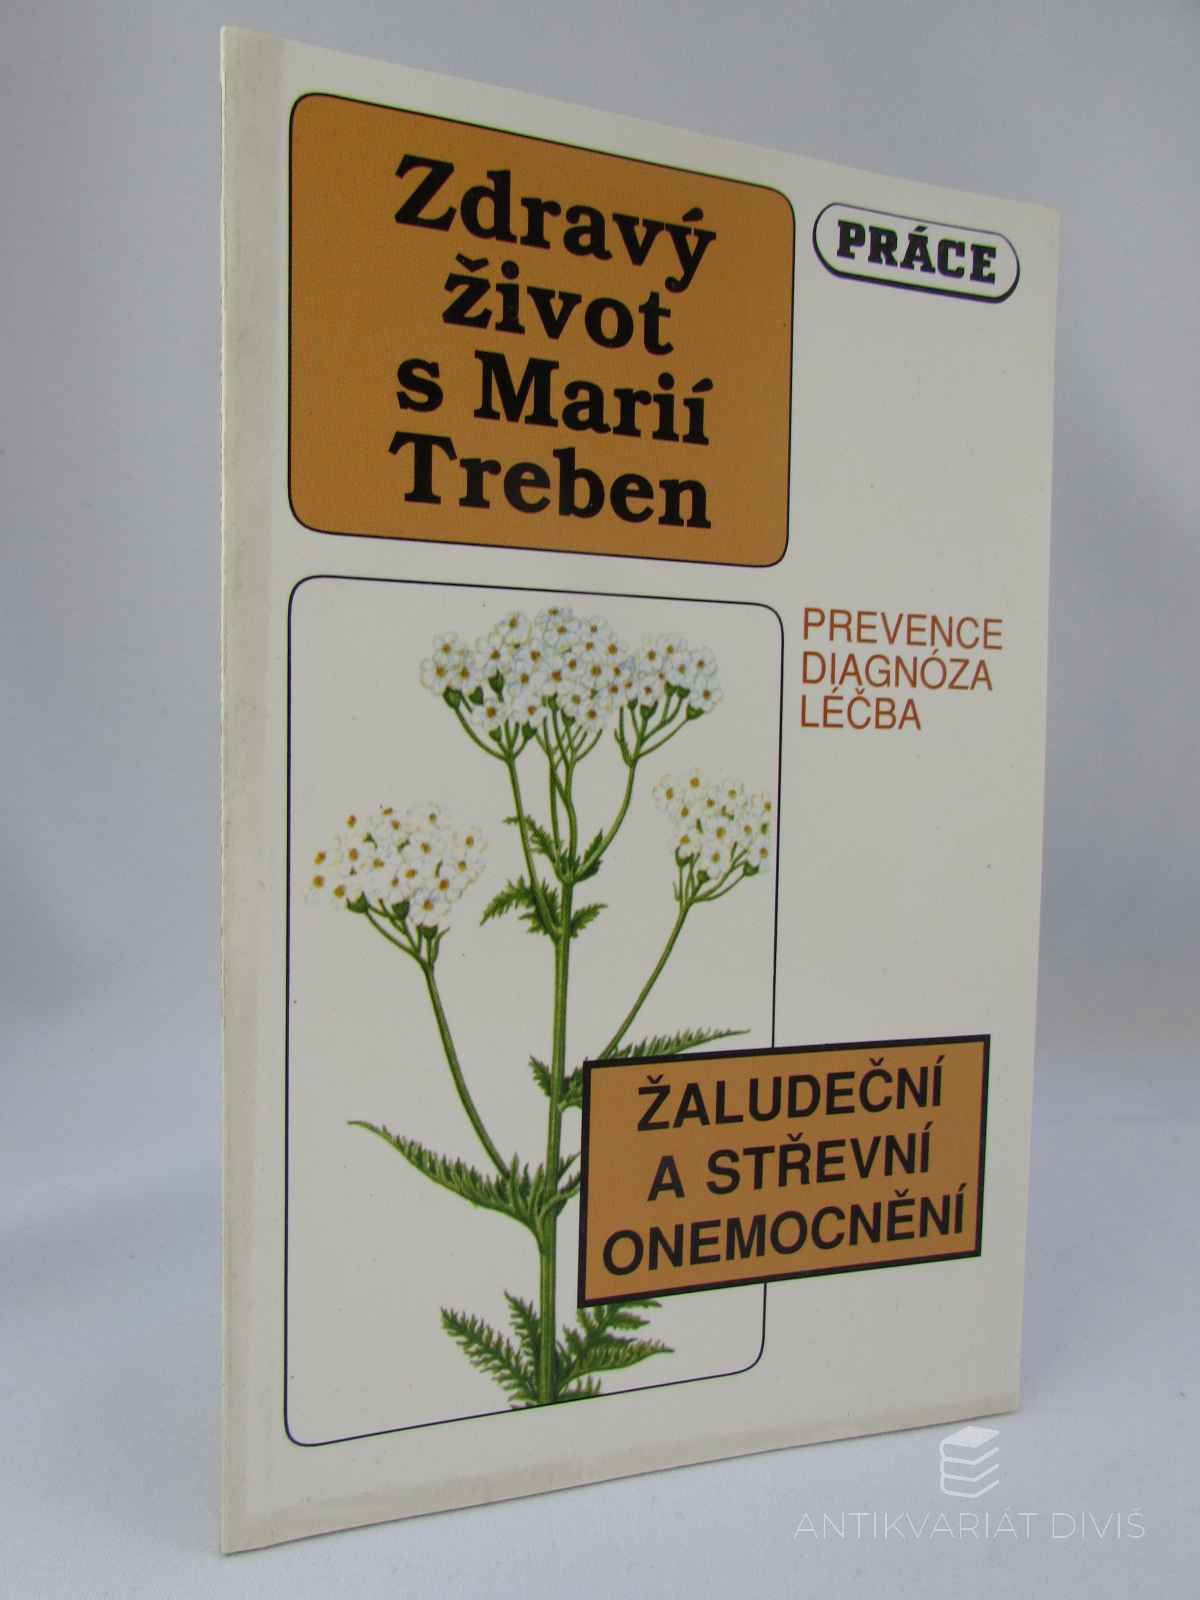 Zdravý
život
s Marií
Treben
PRÁCE
PREVENCE
DIAGNÓZA
LÉČBA
ŽALUDEČNÍ
A STŘEVNÍ
ONEMOCNĚNÍ
ANTIKVARIÁT DIVIŠ